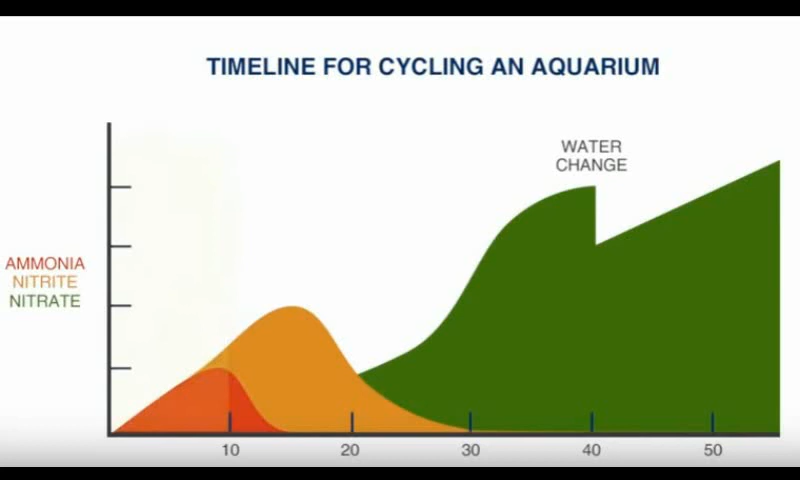 TIMELINE FOR CYCLING AN AQUARIUM
WATER
CHANGE
AMMONIA
NITRITE
NITRATE
10 20 30 40 50